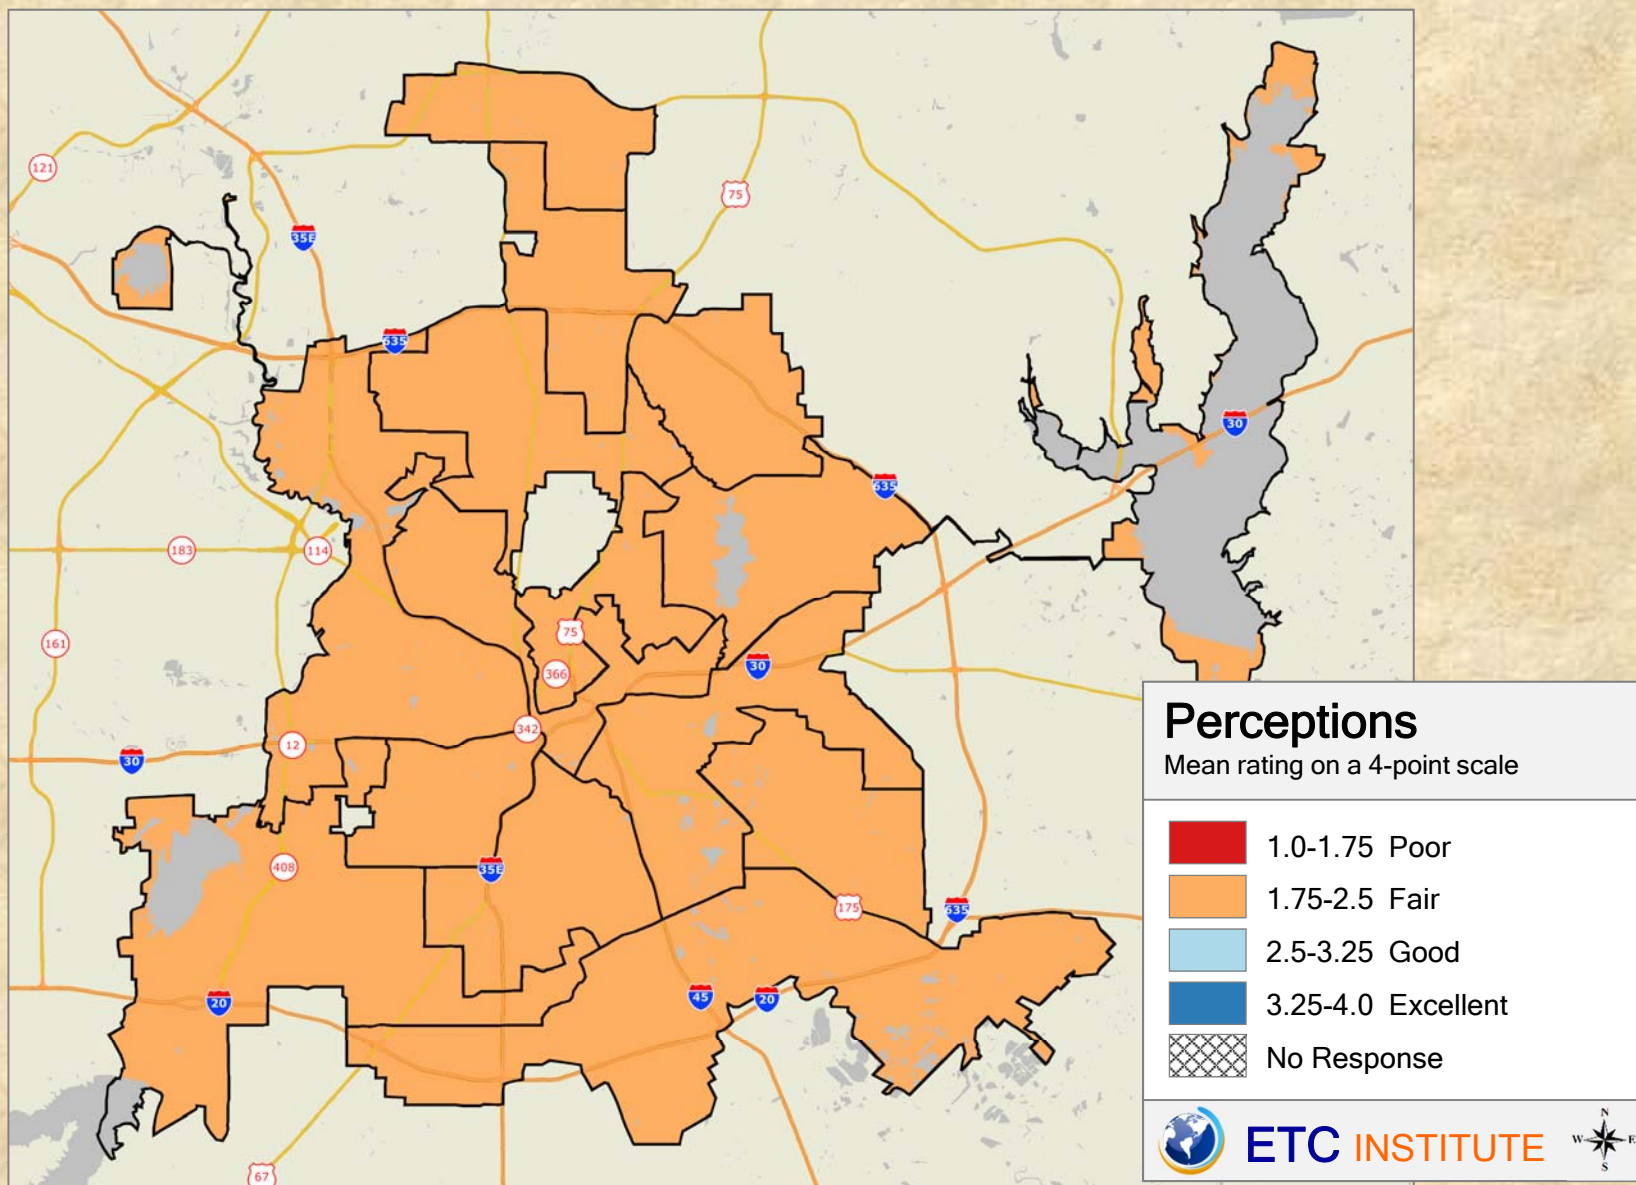 121
75
35E
635
30
635
183
114
161
75
366
30
342
12
30
408
35E
175
635
20
45
20
67
Perceptions
Mean rating on a 4-point scale
1.0-1.75 Poor
1.75-2.5 Fair
2.5-3.25 Good
3.25-4.0 Excellent
No Response
ETC INSTITUTE
N
W E
S